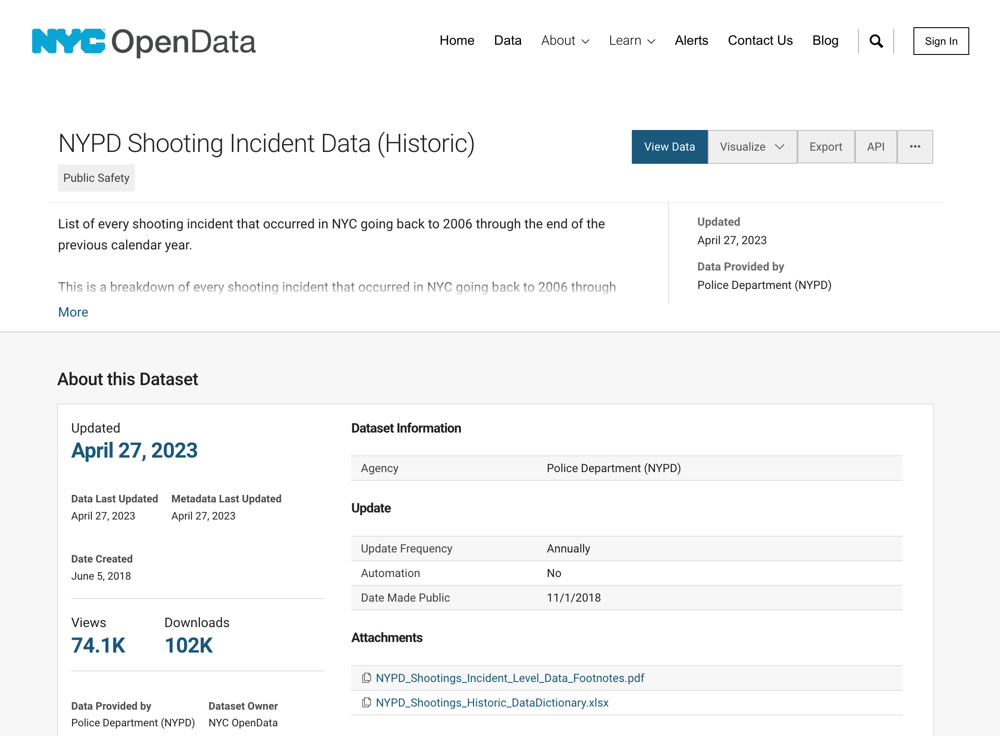 NYC OpenData
Home Data About Learn Alerts Contact Us Blog Sign In
NYPD Shooting Incident Data (Historic)
View Data Visualize Export API
Public Safety
List of every shooting incident that occurred in NYC going back to 2006 through the end of the
previous calendar year.
This is a breakdown of every shooting incident that occurred in NYC going back to 2006 through
More
Updated
April 27, 2023
Data Provided by
Police Department (NYPD)
About this Dataset
Updated
April 27, 2023
Data Last Updated Metadata Last Updated
April 27, 2023 April 27, 2023
Date Created
June 5, 2018
Views Downloads
74.1K 102K
Data Provided by Dataset Owner
Police Department (NYPD) NYC OpenData
Dataset Information
Agency Police Department (NYPD)
Update
Update Frequency Annually
Automation No
Date Made Public 11/1/2018
Attachments
NYPD_Shootings_Incident_Level_Data_Footnotes.pdf
NYPD_Shootings_Historic_DataDictionary.xlsx